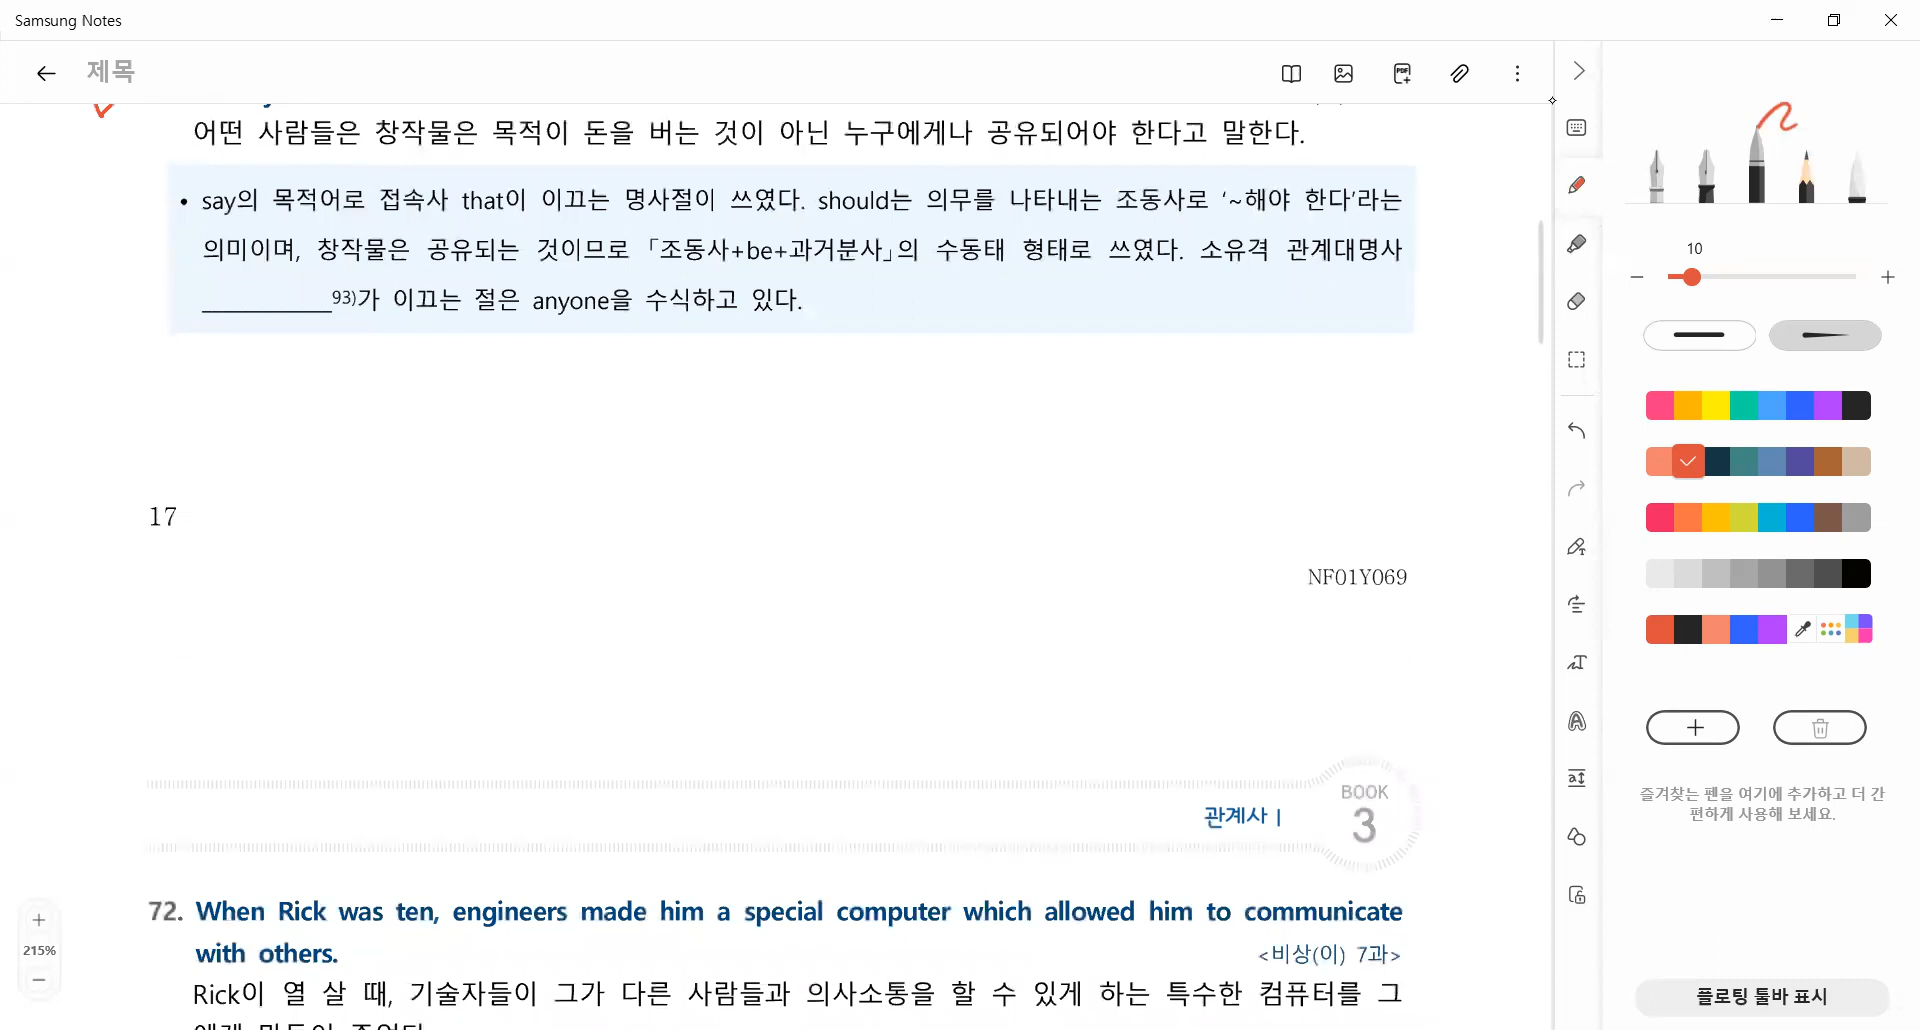 Samsung Notes
제목
어떤 사람들은 창작물은 목적이 돈을 버는 것이 아닌 누구에게나 공유되어야 한다고 말한다.
• say의 목적어로 접속사 that이 이끄는 명사절이 쓰였다. should는 의무를 나타내는 조동사로 ‘~해야 한다’라는
의미이며, 창작물은 공유되는 것이므로 「조동사+be+과거분사」의 수동태 형태로 쓰였다. 소유격 관계대명사
___________93)가 이끄는 절은 anyone을 수식하고 있다.
17
NF01Y069
관계사 |
BOOK
3
72. When Rick was ten, engineers made him a special computer which allowed him to communicate
with others.
<비상(이) 7과>
Rick이 열 살 때, 기술자들이 그가 다른 사람들과 의사소통을 할 수 있게 하는 특수한 컴퓨터를 그
215%
PDF
10
즐겨찾는 펜을 여기에 추가하고 더 간
편하게 사용해 보세요.
플로팅 툴바 표시